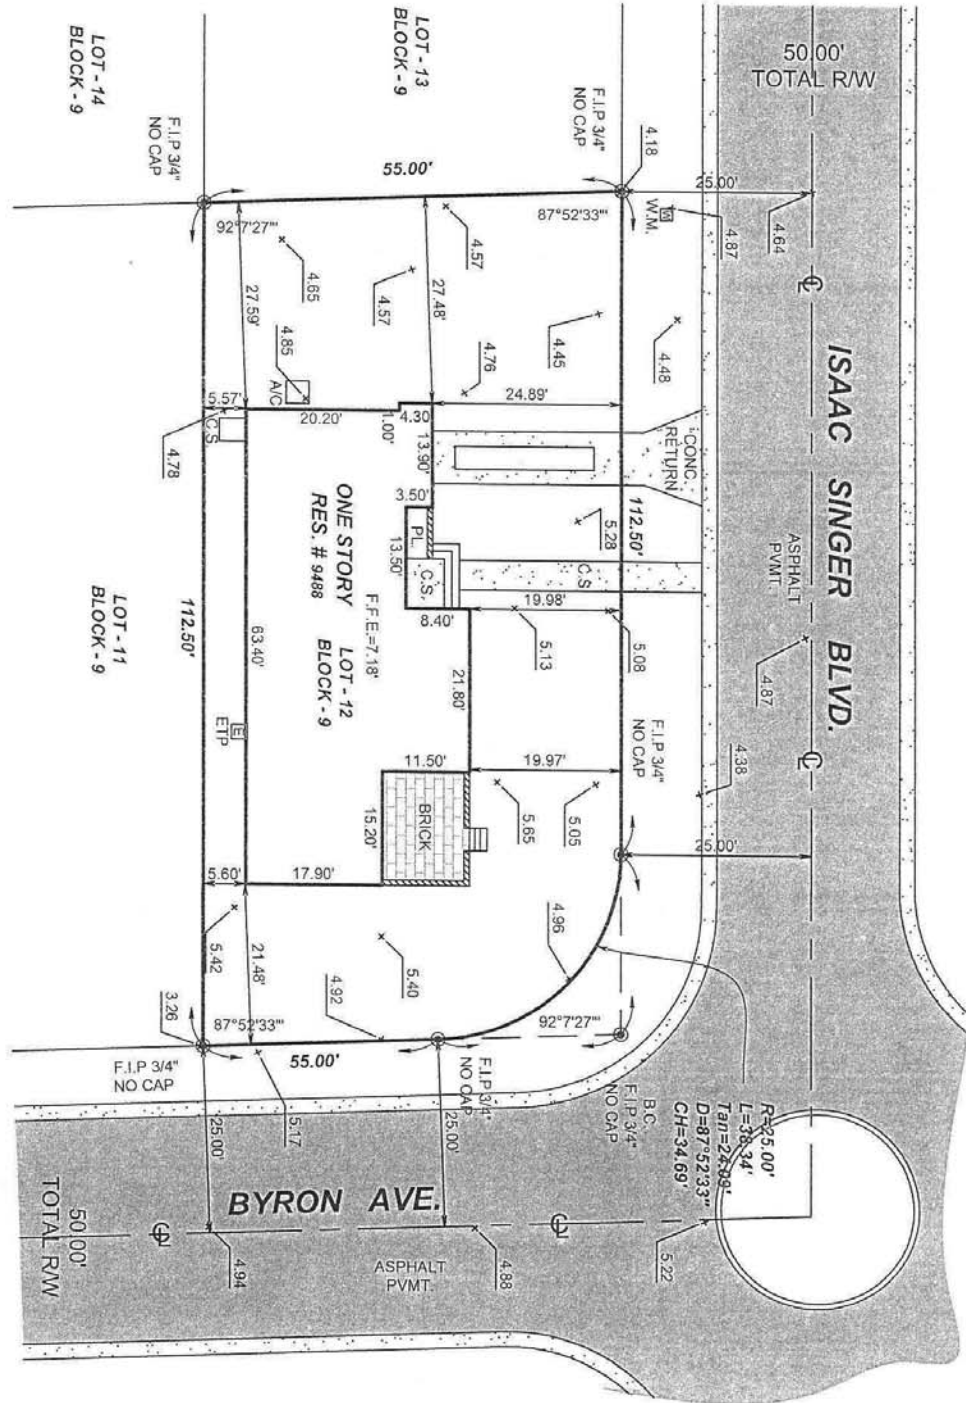 50.00'
TOTAL R/W
LOT - 14
BLOCK - 9
LOT - 13
BLOCK - 9
F.I.P 3/4"
NO CAP
F.I.P 3/4"
NO CAP
4.18
25.00'
55.00'
92°7'27"'
87°52'33"'
W.M.
M
4.87
4.64
℄
4.65
4.57
4.57
27.59'
27.48'
4.85
A/C
4.76
4.45
4.48
ISAAC SINGER BLVD.
5.57'
20.20'
1.00'
4.30
24.89'
C.S
4.78
13.90'
CONC.
RETURN
3.50'
ONE STORY
RES. # 9488
PL.
13.50'
C.S.
112.50'
5.28
C.S
ASPHALT
PVMT.
LOT - 11
BLOCK - 9
112.50'
63.40'
F.F.E.=7.18'
LOT - 12
BLOCK - 9
8.40'
19.98'
5.13
5.08
4.87
21.80'
E
ETP
F.I.P 3/4"
NO CAP
4.38
℄
11.50'
19.97'
BRICK
15.20'
5.65
5.05
25.00'
5.60'
17.90'
5.42
21.48'
4.96
5.40
4.92
3.26
87°52'33"'
92°7'27"'
55.00'
F.I.P 3/4"
NO CAP
F.I.P 3/4"
NO CAP
B.C.
F.I.P 3/4"
NO CAP
5.17
25.00'
25.00'
R=25.00'
L=38.34'
Tan=24.09'
D=87°52'33"
CH=34.69'
BYRON AVE.
50.00'
TOTAL R/W
℄
4.94
ASPHALT
PVMT.
4.88
℄
5.22